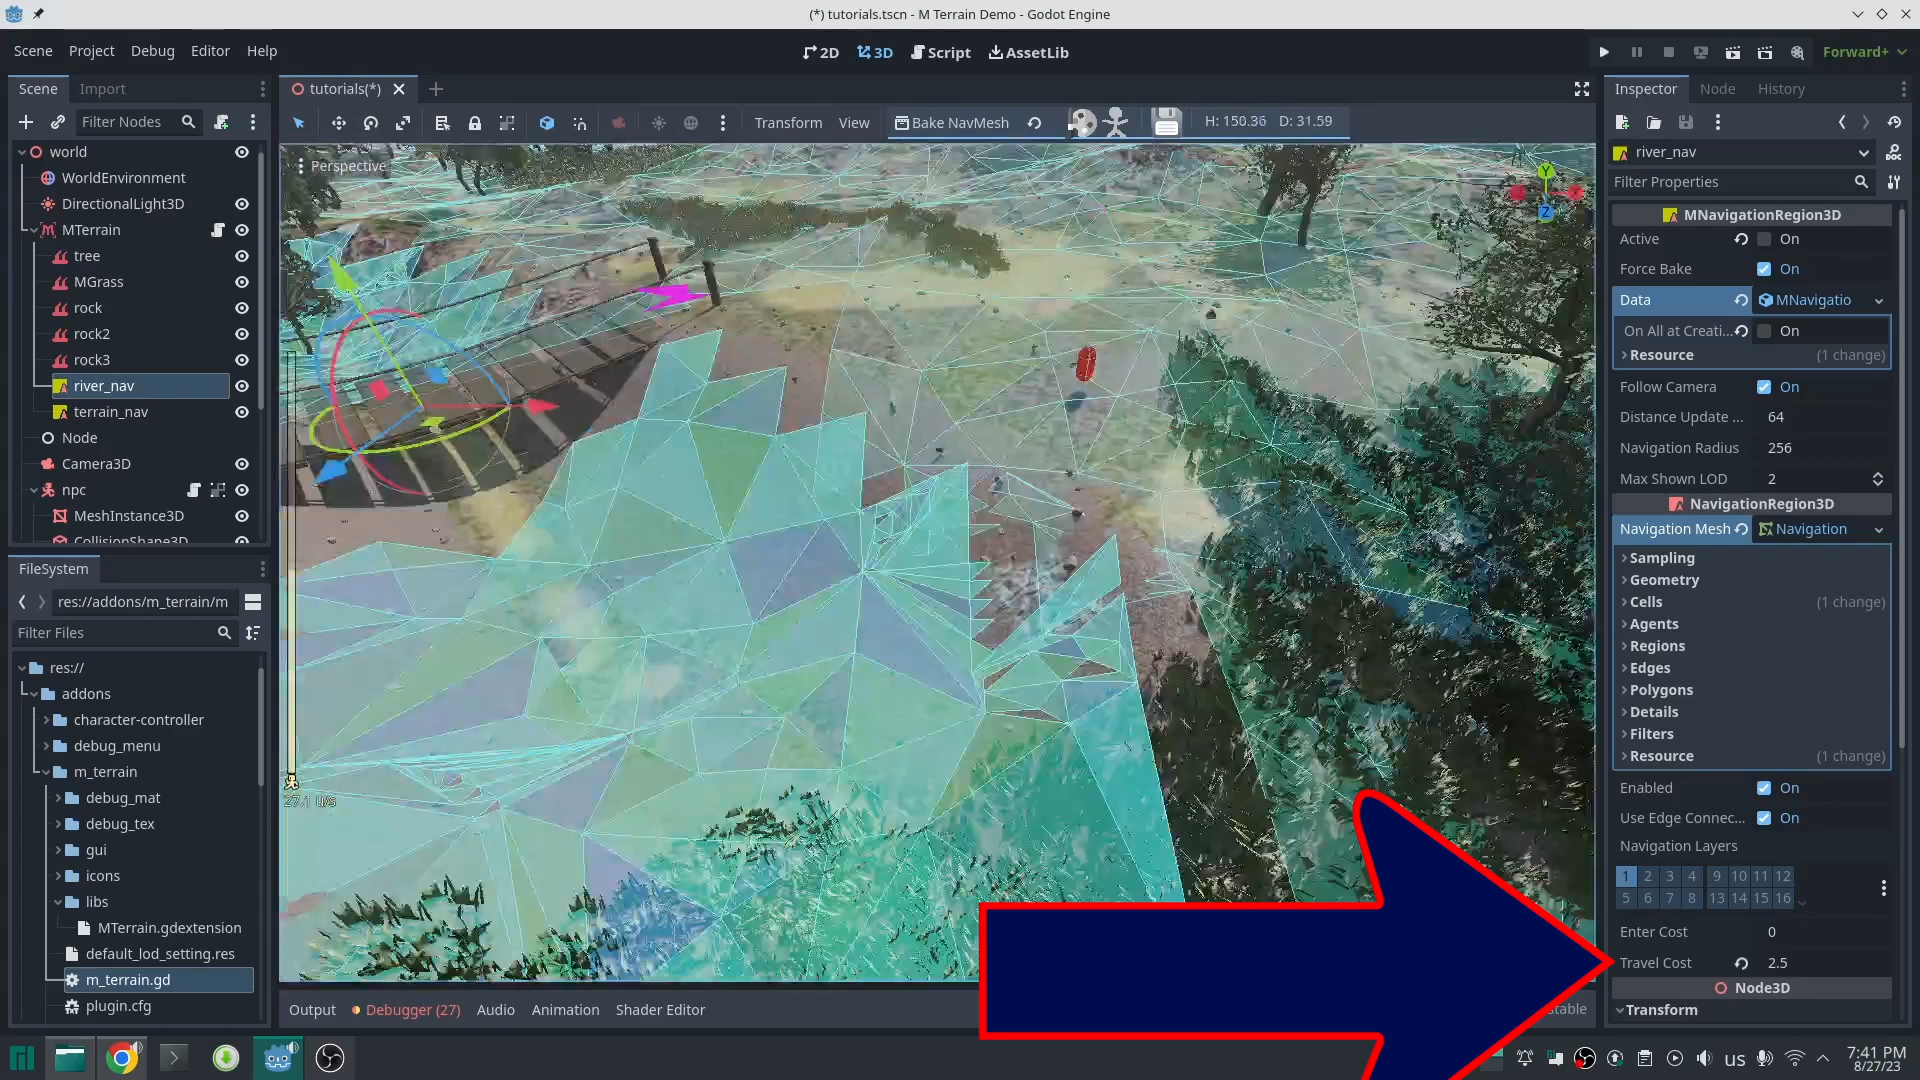 (*) tutorials.tscn - M Terrain Demo - Godot Engine
Scene Project Debug Editor Help
2D 3D Script AssetLib
Forward+
Scene Import
tutorials(*)
Inspector Node History
Filter Nodes
Transform View Bake NavMesh H: 150.36 D: 31.59
Perspective
Y
Z
27.1 u/s
world
WorldEnvironment
DirectionalLight3D
MTerrain
tree
MGrass
rock
rock2
rock3
river_nav
terrain_nav
Node
Camera3D
npc
MeshInstance3D
CollisionShape3D
FileSystem
res://addons/m_terrain/m
Filter Files
res://
addons
character-controller
debug_menu
m_terrain
debug_mat
debug_tex
gui
icons
libs
MTerrain.gdextension
default_lod_setting.res
m_terrain.gd
plugin.cfg
river_nav
DOC
Filter Properties
MNavigationRegion3D
Active On
Force Bake On
Data MNavigatio
On All at Creati... On
Resource (1 change)
Follow Camera On
Distance Update ... 64
Navigation Radius 256
Max Shown LOD 2
NavigationRegion3D
Navigation Mesh Navigation
Sampling
Geometry
Cells (1 change)
Agents
Regions
Edges
Polygons
Details
Filters
Resource (1 change)
Enabled On
Use Edge Connec... On
Navigation Layers
1 2 3 4 9 10 11 12
5 6 7 8 13 14 15 16
Enter Cost 0
Travel Cost 2.5
Node3D
Transform
Output Debugger (27) Audio Animation Shader Editor stable
us
7:41 PM
8/27/23